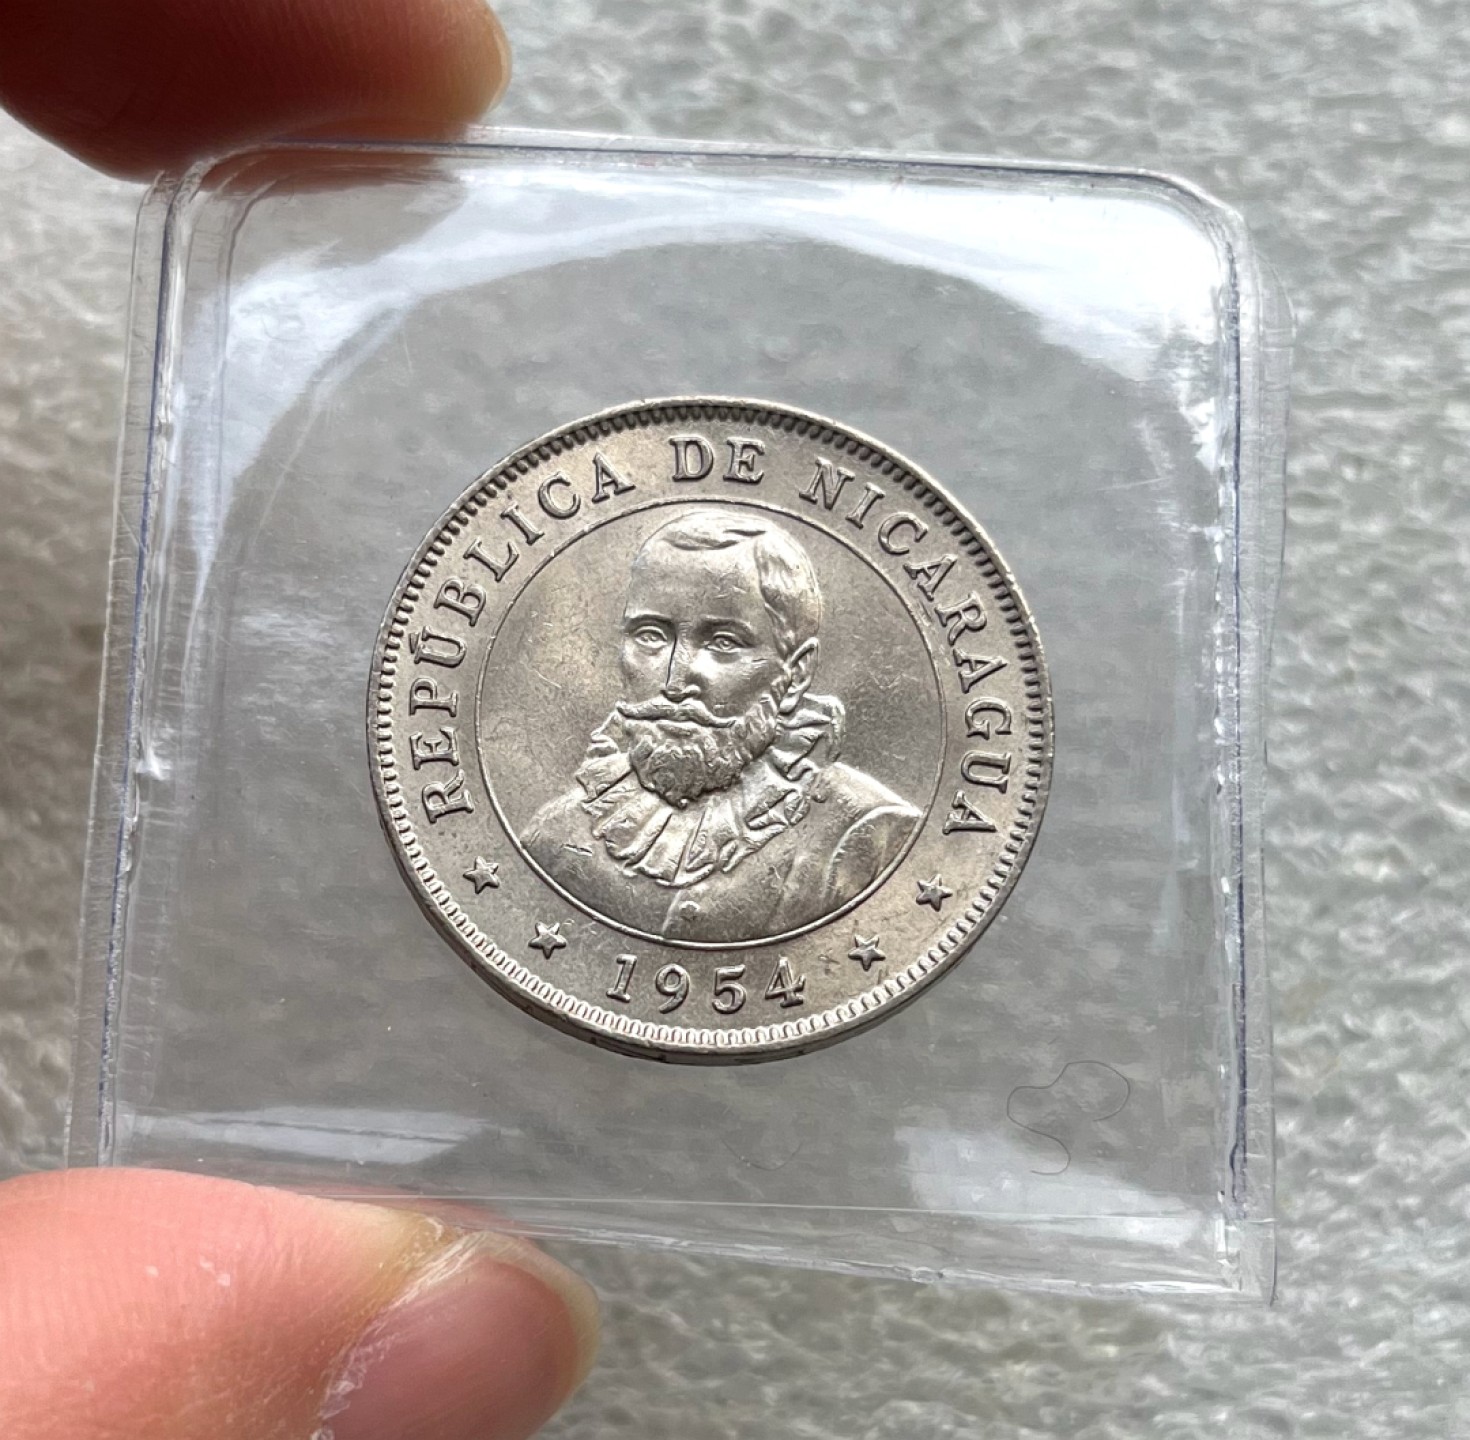 REPÚBLICA DE NICARAGUA
1954